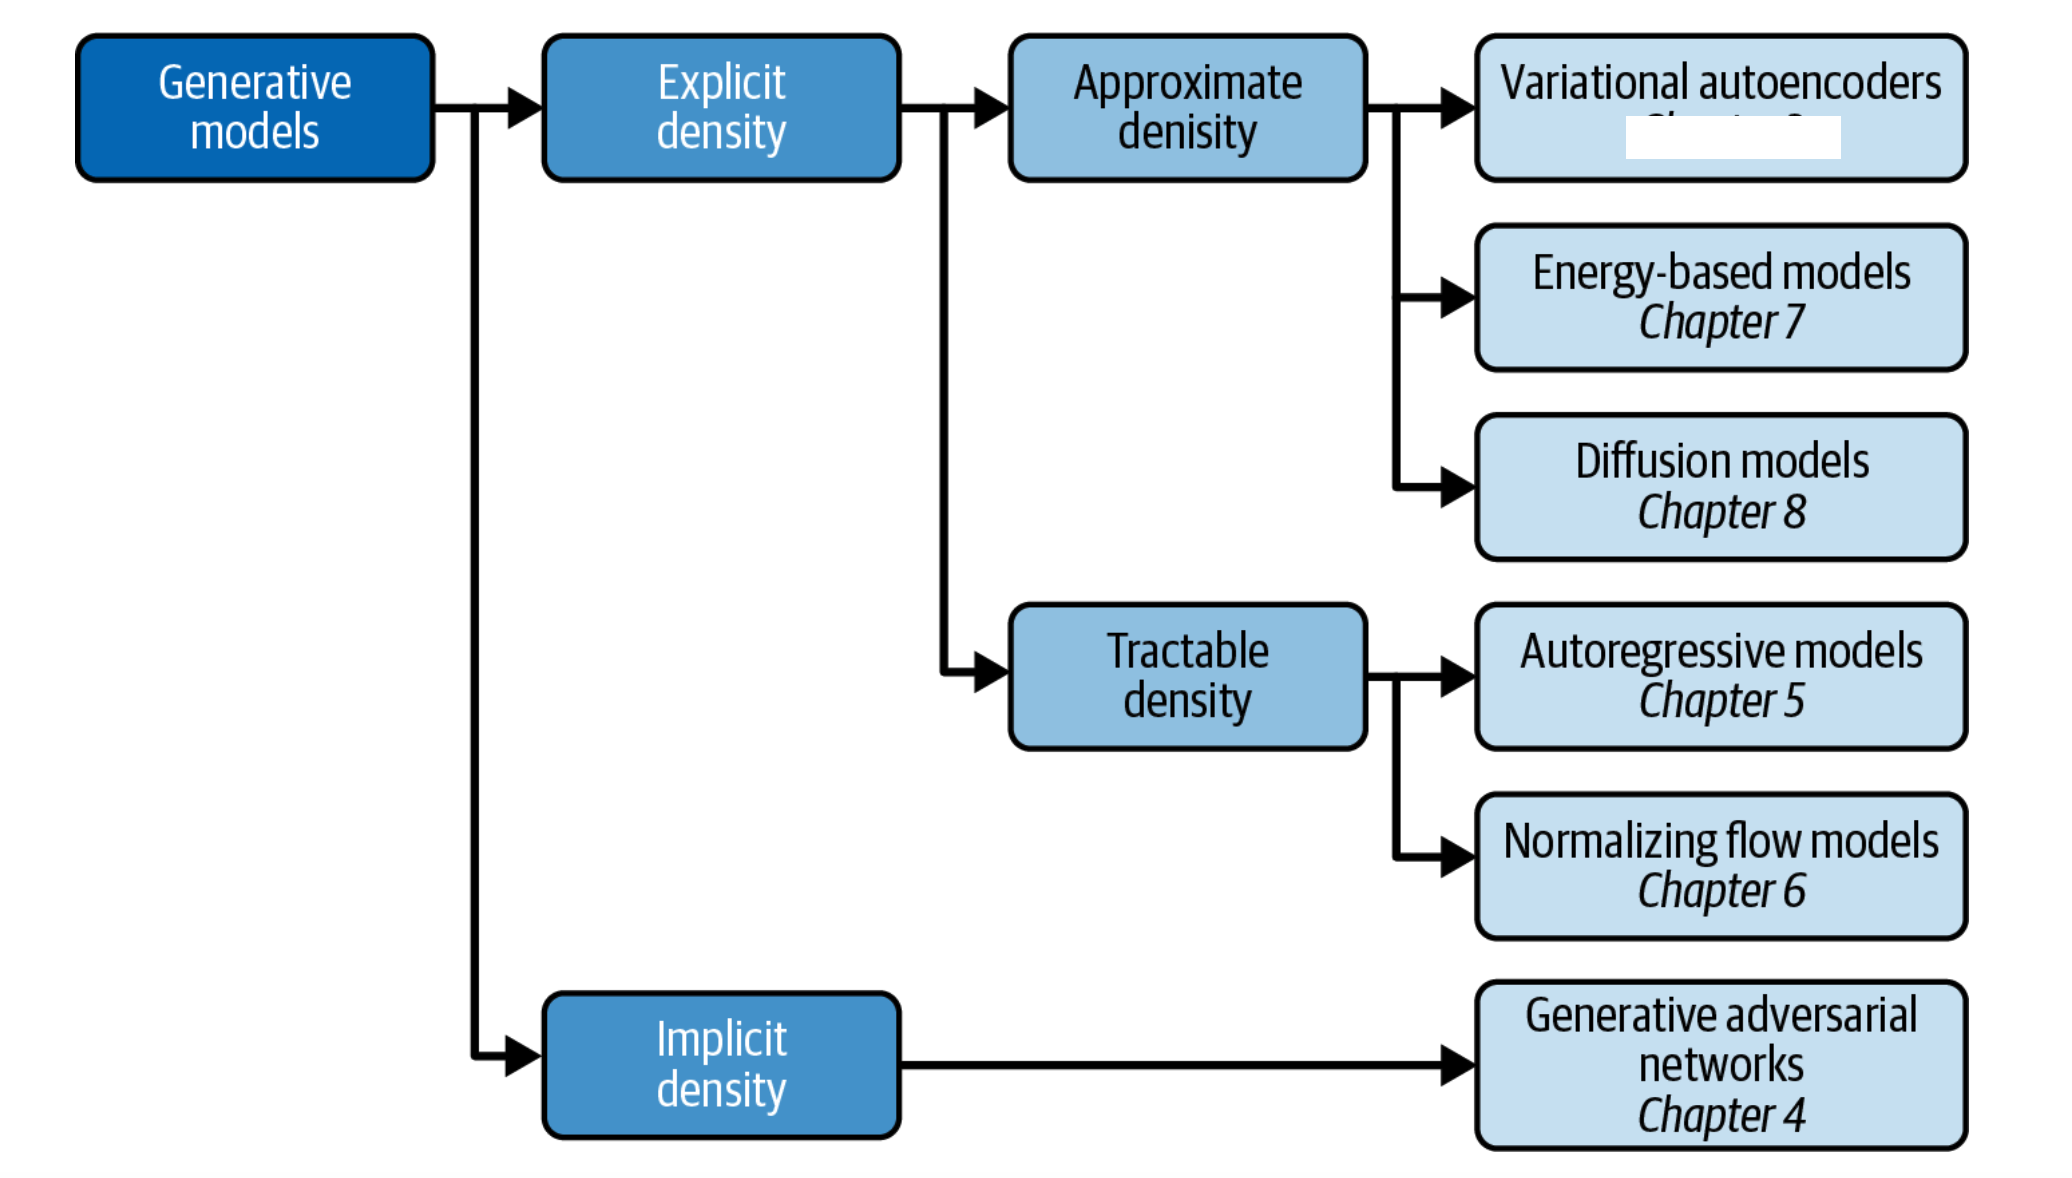 Generative
models
Explicit
density
Approximate
denisity
Variational autoencoders
Energy-based models
Chapter 7
Diffusion models
Chapter 8
Tractable
density
Autoregressive models
Chapter 5
Normalizing flow models
Chapter 6
Implicit
density
Generative adversarial
networks
Chapter 4